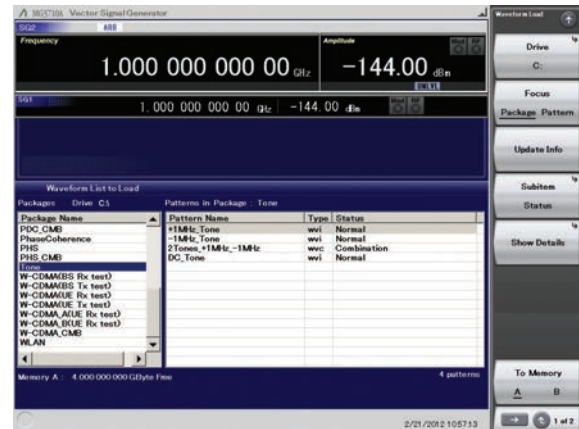 MG3710A Vector Signal Generator
SG2 ARB
Frequency
1.000 000 000 00 GHz
Amplitude
-144.00 dBm
Mod RF
UNLVL
SG1 1.000 000 000 00 GHz -144.00 dBm Mod RF
Waveform List to Load
Packages Drive C:\
Patterns in Package : Tone
Package Name
PDC_CMB
PhaseCoherence
PHS
PHS_CMB
Tone
W-CDMA(BS Rx test)
W-CDMA(BS Tx test)
W-CDMA(UE Rx test)
W-CDMA(UE Tx test)
W-CDMA_A(UE Rx test)
W-CDMA_B(UE Rx test)
W-CDMA_CMB
WLAN
Pattern Name Type Status
+1MHz_Tone wvi Normal
-1MHz_Tone wvi Normal
2Tones_+1MHz_-1MHz wvc Combination
DC_Tone wvi Normal
Memory A : 4.000 000 000 GByte Free
4 patterns
2/21/2012 10:57:13
Waveform Load
Drive
C:
Focus
Package Pattern
Update Info
Subitem
Status
Show Details
To Memory
A B
1 of 2